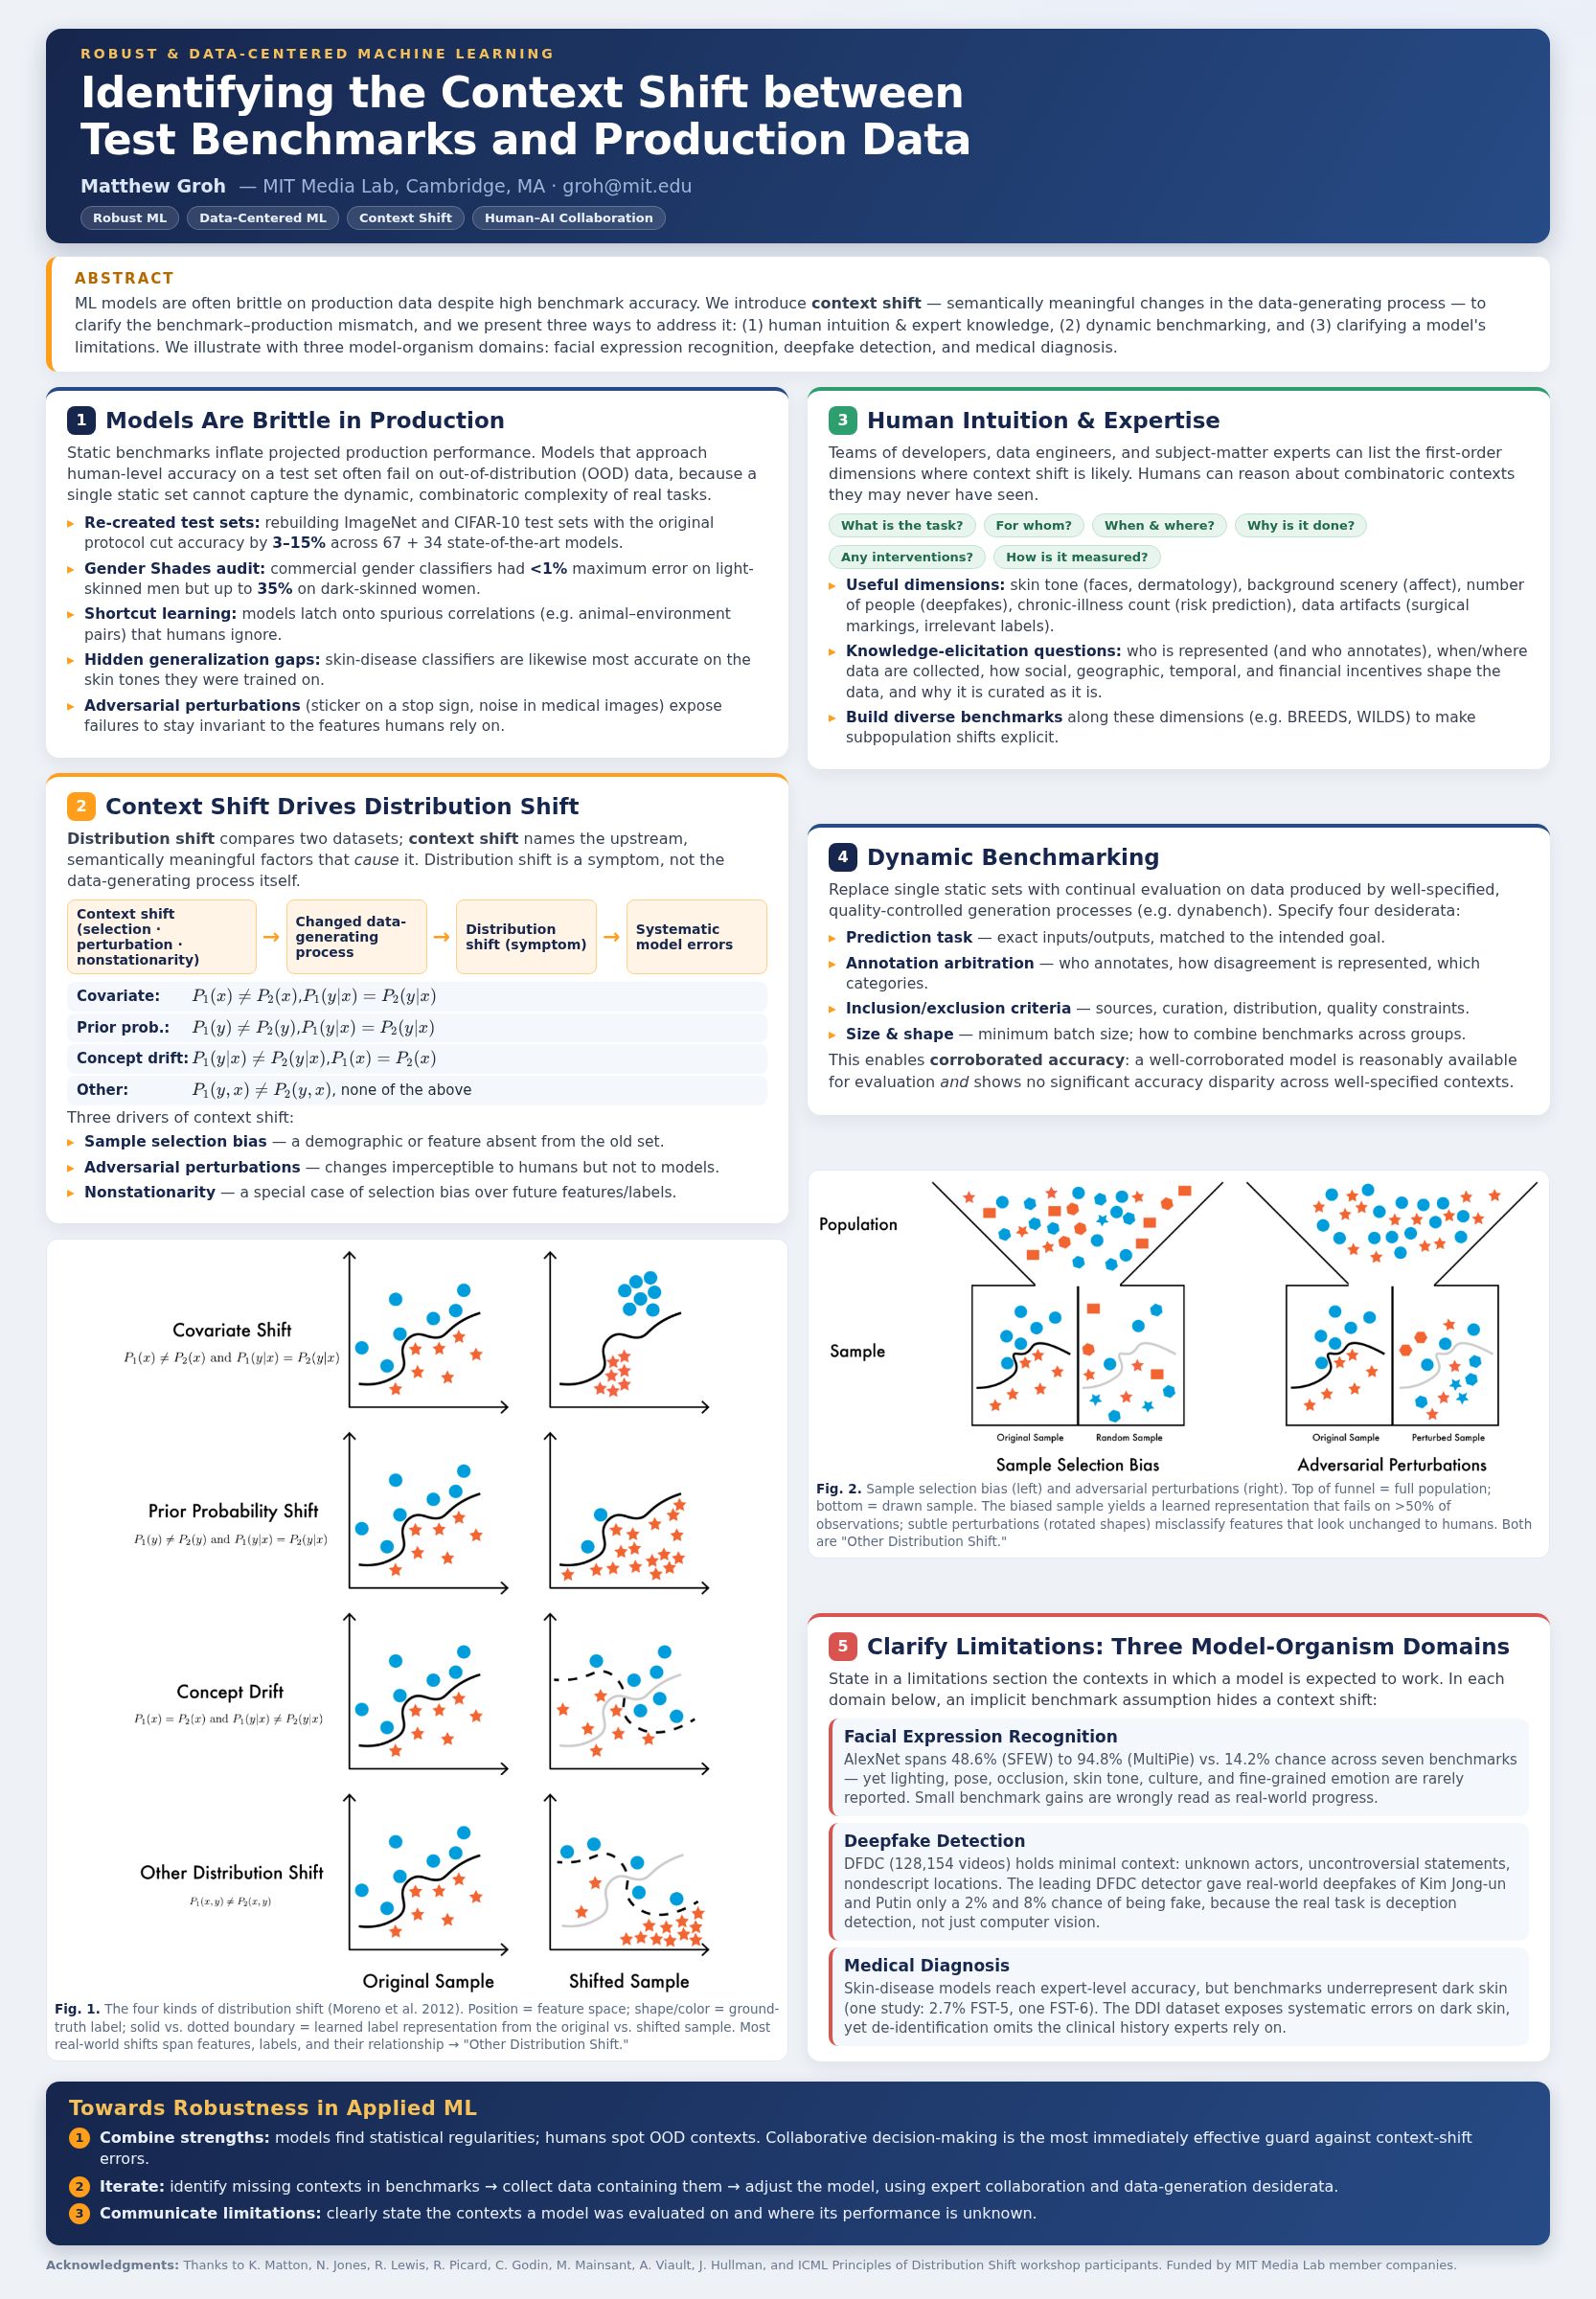 ROBUST & DATA-CENTERED MACHINE LEARNING
Identifying the Context Shift between
Test Benchmarks and Production Data
Matthew Groh — MIT Media Lab, Cambridge, MA · groh@mit.edu
Robust ML Data-Centered ML Context Shift Human–AI Collaboration
ABSTRACT
ML models are often brittle on production data despite high benchmark accuracy. We introduce context shift — semantically meaningful changes in the data-generating process — to
clarify the benchmark–production mismatch, and we present three ways to address it: (1) human intuition & expert knowledge, (2) dynamic benchmarking, and (3) clarifying a model's
limitations. We illustrate with three model-organism domains: facial expression recognition, deepfake detection, and medical diagnosis.
1 Models Are Brittle in Production
Static benchmarks inflate projected production performance. Models that approach
human-level accuracy on a test set often fail on out-of-distribution (OOD) data, because a
single static set cannot capture the dynamic, combinatoric complexity of real tasks.
▸ Re-created test sets: rebuilding ImageNet and CIFAR-10 test sets with the original
protocol cut accuracy by 3–15% across 67 + 34 state-of-the-art models.
▸ Gender Shades audit: commercial gender classifiers had <1% maximum error on light-
skinned men but up to 35% on dark-skinned women.
▸ Shortcut learning: models latch onto spurious correlations (e.g. animal–environment
pairs) that humans ignore.
▸ Hidden generalization gaps: skin-disease classifiers are likewise most accurate on the
skin tones they were trained on.
▸ Adversarial perturbations (sticker on a stop sign, noise in medical images) expose
failures to stay invariant to the features humans rely on.
2 Context Shift Drives Distribution Shift
Distribution shift compares two datasets; context shift names the upstream,
semantically meaningful factors that cause it. Distribution shift is a symptom, not the
data-generating process itself.
Context shift
(selection ·
perturbation ·
nonstationarity)
→
Changed data-
generating
process
→
Distribution
shift (symptom)
→
Systematic
model errors
Covariate: P₁(x) ≠ P₂(x),P₁(y|x) = P₂(y|x)
Prior prob.: P₁(y) ≠ P₂(y),P₁(y|x) = P₂(y|x)
Concept drift: P₁(y|x) ≠ P₂(y|x),P₁(x) = P₂(x)
Other: P₁(y, x) ≠ P₂(y, x), none of the above
Three drivers of context shift:
▸ Sample selection bias — a demographic or feature absent from the old set.
▸ Adversarial perturbations — changes imperceptible to humans but not to models.
▸ Nonstationarity — a special case of selection bias over future features/labels.
Covariate Shift
P₁(x) ≠ P₂(x) and P₁(y|x) = P₂(y|x)
Prior Probability Shift
P₁(y) ≠ P₂(y) and P₁(y|x) = P₂(y|x)
Concept Drift
P₁(x) = P₂(x) and P₁(y|x) ≠ P₂(y|x)
Other Distribution Shift
P₁(x, y) ≠ P₂(x, y)
Original Sample Shifted Sample
Fig. 1. The four kinds of distribution shift (Moreno et al. 2012). Position = feature space; shape/color = ground-
truth label; solid vs. dotted boundary = learned label representation from the original vs. shifted sample. Most
real-world shifts span features, labels, and their relationship → "Other Distribution Shift."
3 Human Intuition & Expertise
Teams of developers, data engineers, and subject-matter experts can list the first-order
dimensions where context shift is likely. Humans can reason about combinatoric contexts
they may never have seen.
What is the task? For whom? When & where? Why is it done?
Any interventions? How is it measured?
▸ Useful dimensions: skin tone (faces, dermatology), background scenery (affect), number
of people (deepfakes), chronic-illness count (risk prediction), data artifacts (surgical
markings, irrelevant labels).
▸ Knowledge-elicitation questions: who is represented (and who annotates), when/where
data are collected, how social, geographic, temporal, and financial incentives shape the
data, and why it is curated as it is.
▸ Build diverse benchmarks along these dimensions (e.g. BREEDS, WILDS) to make
subpopulation shifts explicit.
4 Dynamic Benchmarking
Replace single static sets with continual evaluation on data produced by well-specified,
quality-controlled generation processes (e.g. dynabench). Specify four desiderata:
▸ Prediction task — exact inputs/outputs, matched to the intended goal.
▸ Annotation arbitration — who annotates, how disagreement is represented, which
categories.
▸ Inclusion/exclusion criteria — sources, curation, distribution, quality constraints.
▸ Size & shape — minimum batch size; how to combine benchmarks across groups.
This enables corroborated accuracy: a well-corroborated model is reasonably available
for evaluation and shows no significant accuracy disparity across well-specified contexts.
Population
Sample
Original Sample Random Sample Original Sample Perturbed Sample
Sample Selection Bias Adversarial Perturbations
Fig. 2. Sample selection bias (left) and adversarial perturbations (right). Top of funnel = full population;
bottom = drawn sample. The biased sample yields a learned representation that fails on >50% of
observations; subtle perturbations (rotated shapes) misclassify features that look unchanged to humans. Both
are "Other Distribution Shift."
5 Clarify Limitations: Three Model-Organism Domains
State in a limitations section the contexts in which a model is expected to work. In each
domain below, an implicit benchmark assumption hides a context shift:
Facial Expression Recognition
AlexNet spans 48.6% (SFEW) to 94.8% (MultiPie) vs. 14.2% chance across seven benchmarks
— yet lighting, pose, occlusion, skin tone, culture, and fine-grained emotion are rarely
reported. Small benchmark gains are wrongly read as real-world progress.
Deepfake Detection
DFDC (128,154 videos) holds minimal context: unknown actors, uncontroversial statements,
nondescript locations. The leading DFDC detector gave real-world deepfakes of Kim Jong-un
and Putin only a 2% and 8% chance of being fake, because the real task is deception
detection, not just computer vision.
Medical Diagnosis
Skin-disease models reach expert-level accuracy, but benchmarks underrepresent dark skin
(one study: 2.7% FST-5, one FST-6). The DDI dataset exposes systematic errors on dark skin,
yet de-identification omits the clinical history experts rely on.
Towards Robustness in Applied ML
1 Combine strengths: models find statistical regularities; humans spot OOD contexts. Collaborative decision-making is the most immediately effective guard against context-shift
errors.
2 Iterate: identify missing contexts in benchmarks → collect data containing them → adjust the model, using expert collaboration and data-generation desiderata.
3 Communicate limitations: clearly state the contexts a model was evaluated on and where its performance is unknown.
Acknowledgments: Thanks to K. Matton, N. Jones, R. Lewis, R. Picard, C. Godin, M. Mainsant, A. Viault, J. Hullman, and ICML Principles of Distribution Shift workshop participants. Funded by MIT Media Lab member companies.